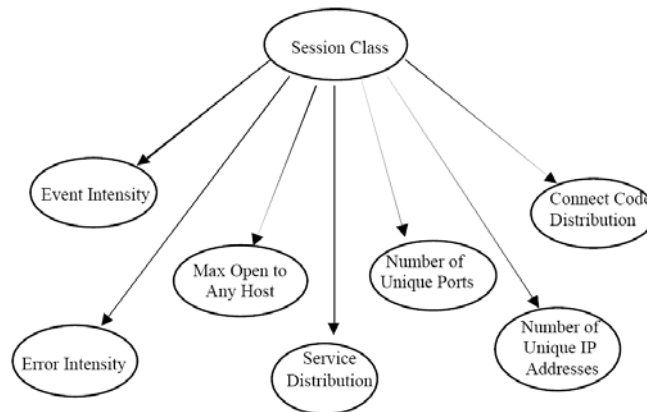 Session Class
Event Intensity
Connect Code
Distribution
Max Open to
Any Host
Number of
Unique Ports
Error Intensity
Service
Distribution
Number of
Unique IP
Addresses